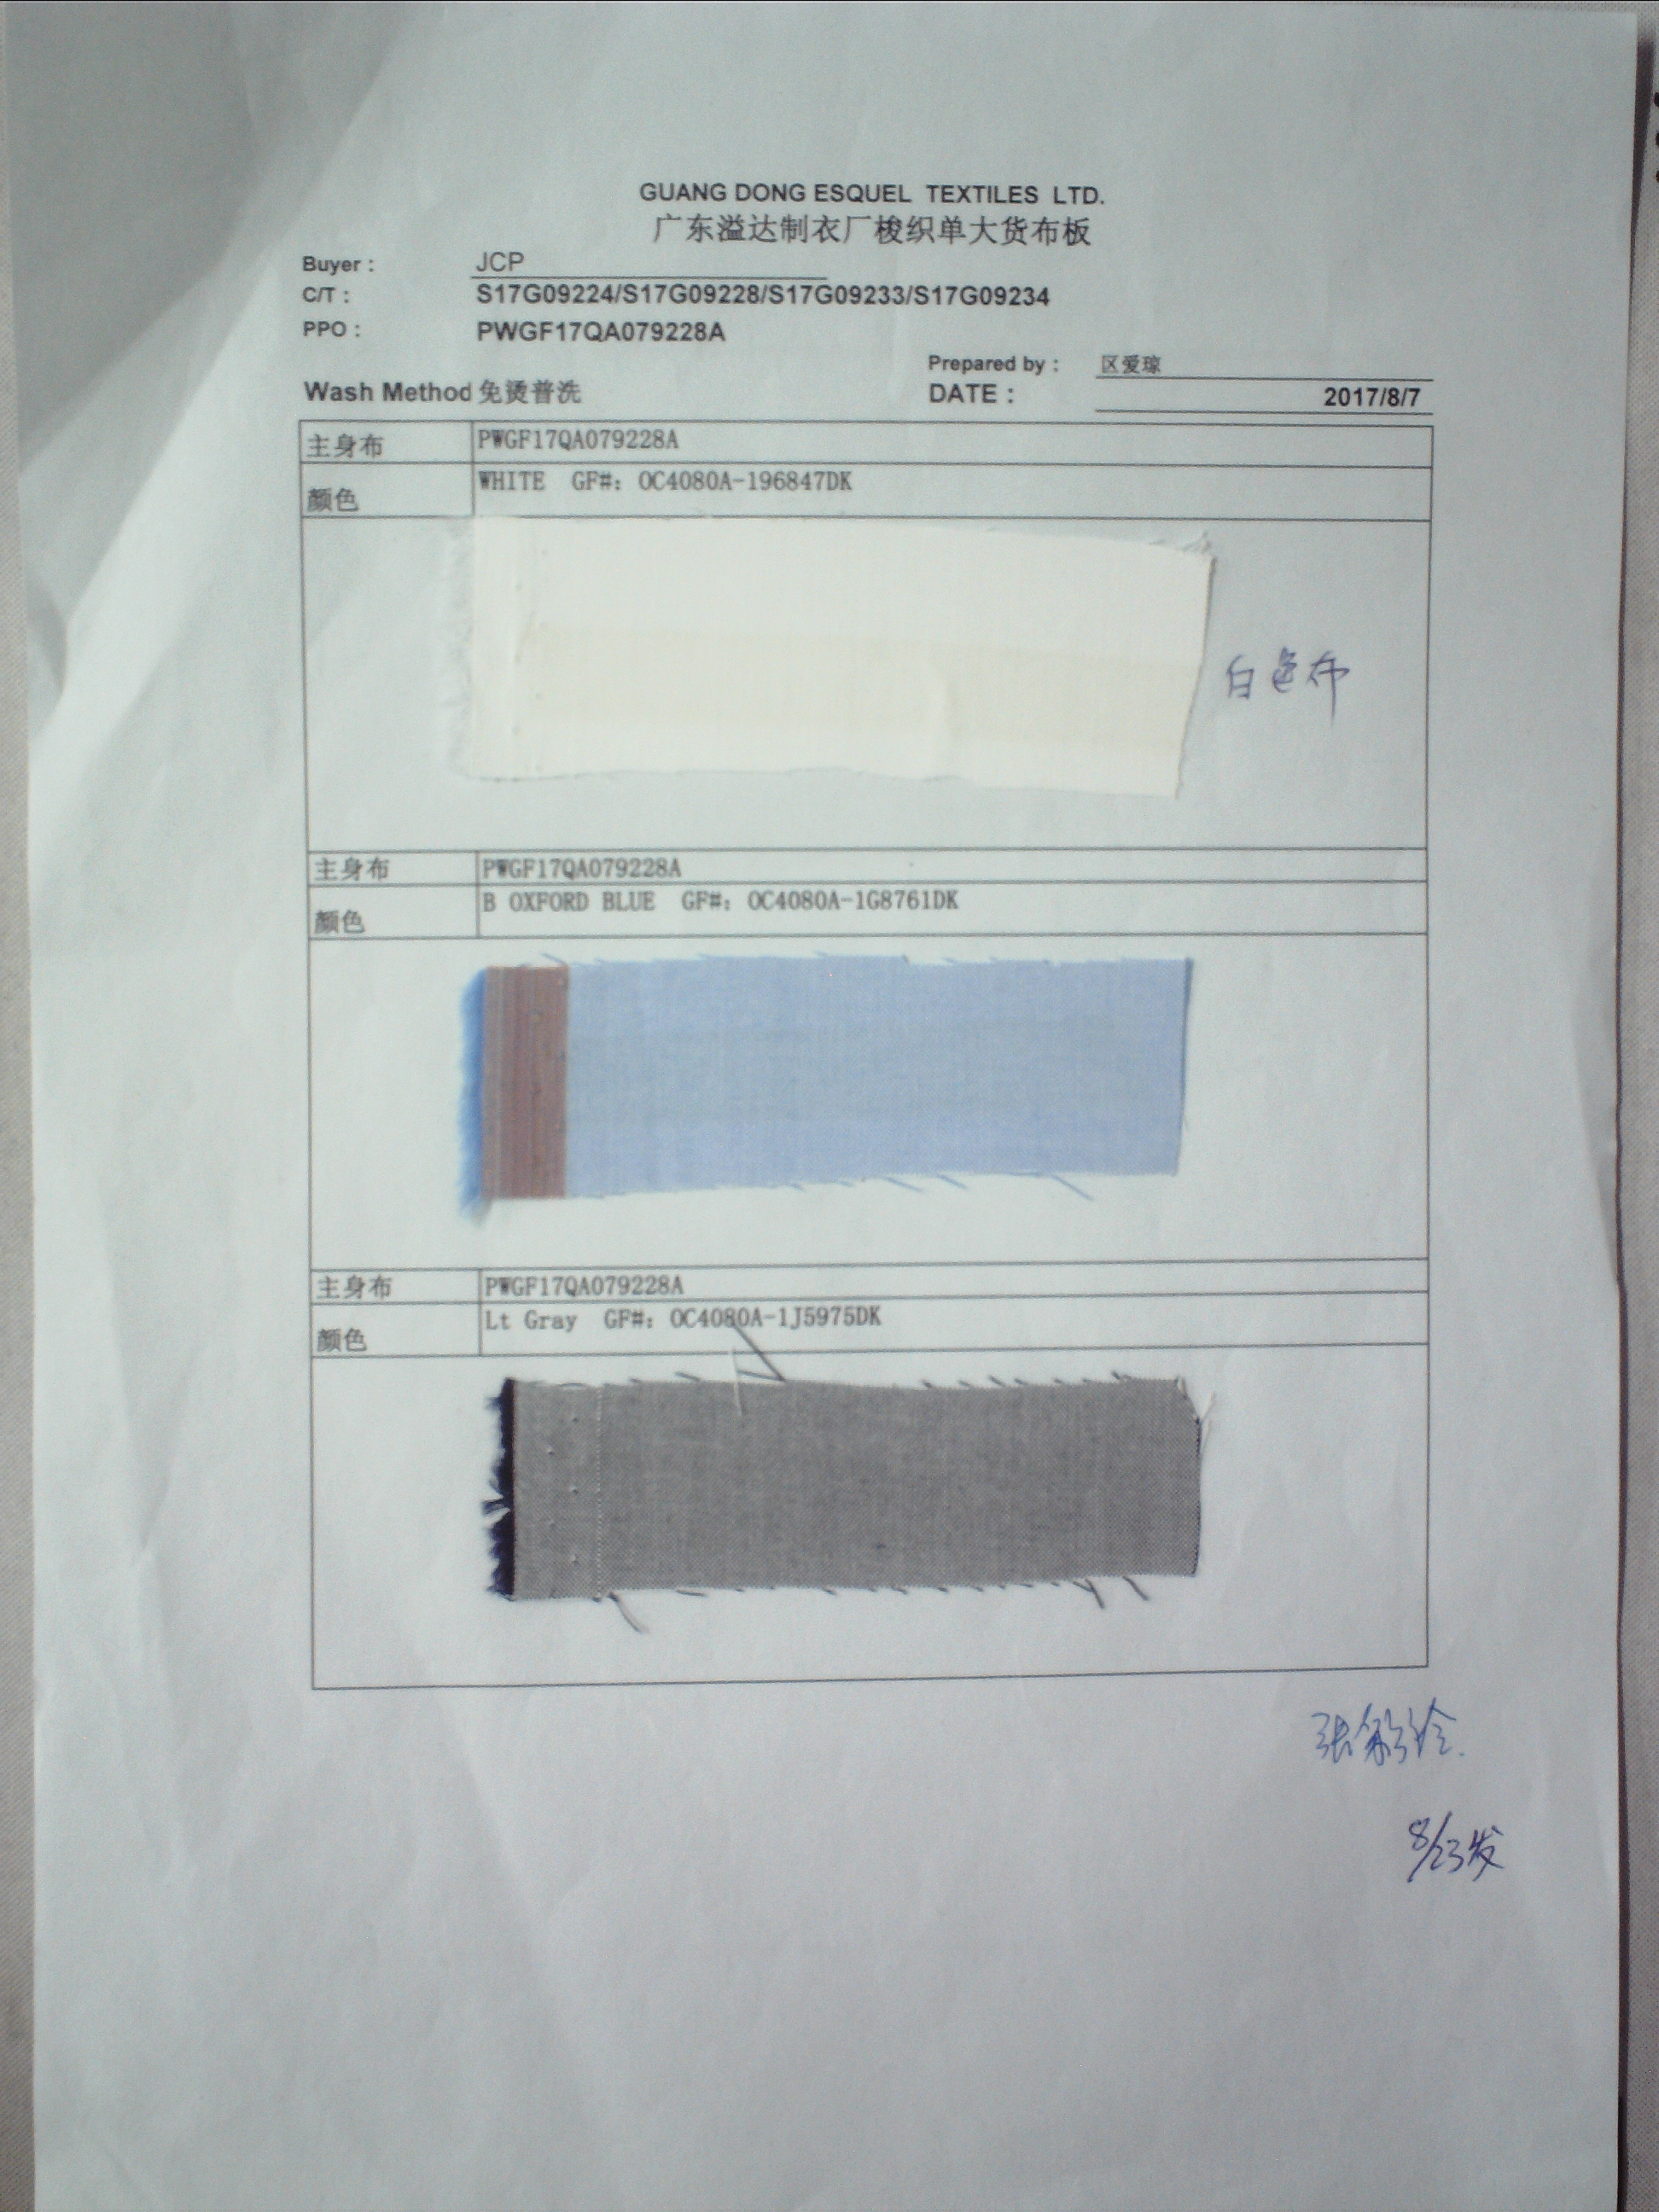 GUANG DONG ESQUEL TEXTILES LTD.
广东溢达制衣厂梭织单大货布板
Buyer : JCP
C/T : S17G09224/S17G09228/S17G09233/S17G09234
PPO : PWGF17QA079228A
Prepared by : 区爱琼
Wash Method 免烫普洗 DATE : 2017/8/7
主身布 PWGF17QA079228A
颜色 WHITE GF#: OC4080A-196847DK
白色布
主身布 PWGF17QA079228A
颜色 B OXFORD BLUE GF#: OC4080A-1G8761DK
主身布 PWGF17QA079228A
颜色 Lt Gray GF#: OC4080A-1J5975DK
张
8/23发